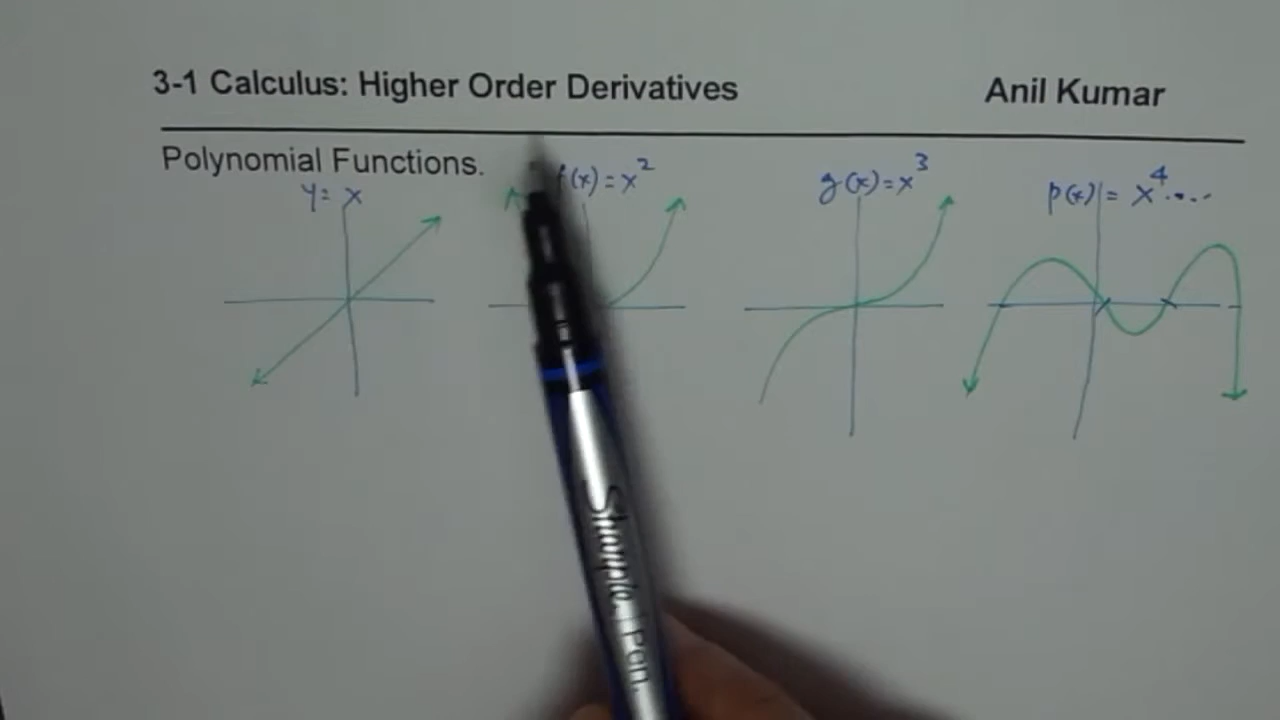 3-1 Calculus: Higher Order Derivatives Anil Kumar
Polynomial Functions.
y= x
f(x)=x²
g(x)=x³
p(x)= x⁴....
Sharpie Pen.